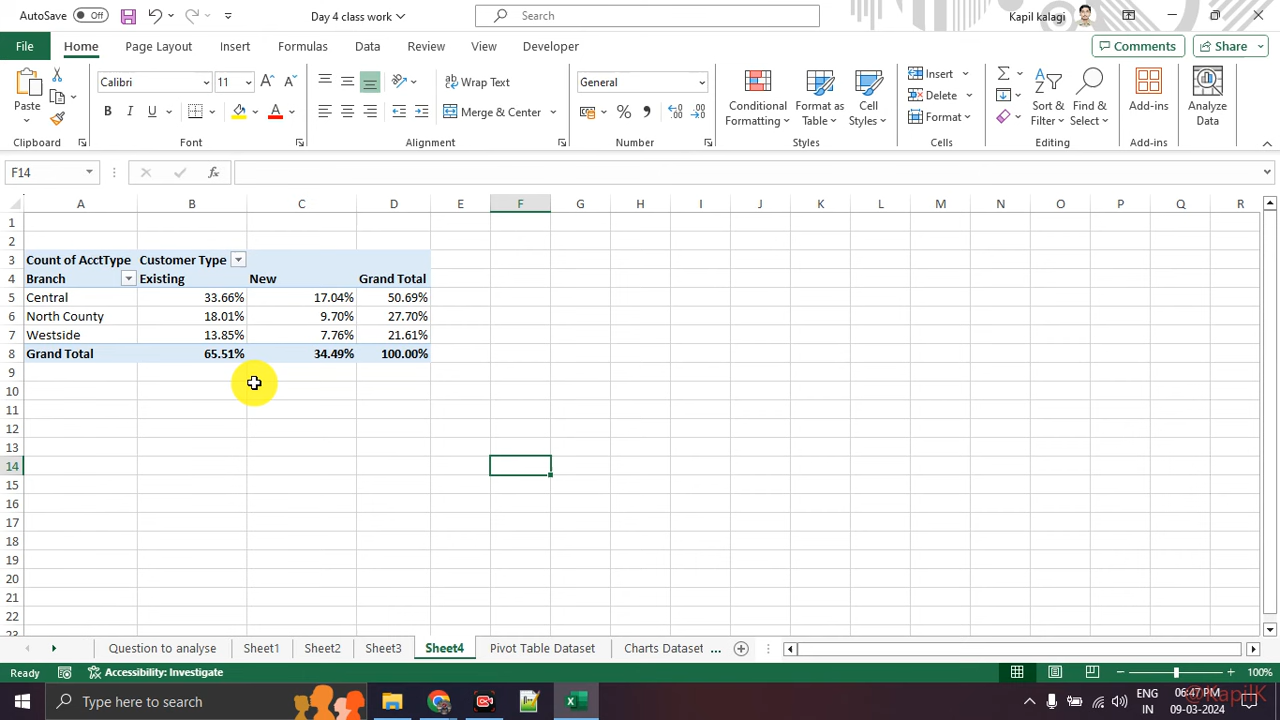 AutoSave Off Day 4 class work Search Kapil kalagi
File Home Page Layout Insert Formulas Data Review View Developer Comments Share
Paste Calibri 11 Wrap Text General Conditional Formatting Format as Table Cell Styles Insert Sort & Filter Find & Select Add-ins Analyze Data
B I U A Merge & Center % Delete
Format
Clipboard Font Alignment Number Styles Cells Editing Add-ins
F14 fx
A B C D E F G H I J K L M N O P Q R
1
2
3 Count of AcctType Customer Type
4 Branch Existing New Grand Total
5 Central 33.66% 17.04% 50.69%
6 North County 18.01% 9.70% 27.70%
7 Westside 13.85% 7.76% 21.61%
8 Grand Total 65.51% 34.49% 100.00%
9
10
11
12
13
14
15
16
17
18
19
20
21
22
23
Question to analyse Sheet1 Sheet2 Sheet3 Sheet4 Pivot Table Dataset Charts Dataset ...
Ready Accessibility: Investigate 100%
Type here to search ENG IN 06:47 PM 09-03-2024
@KapilK